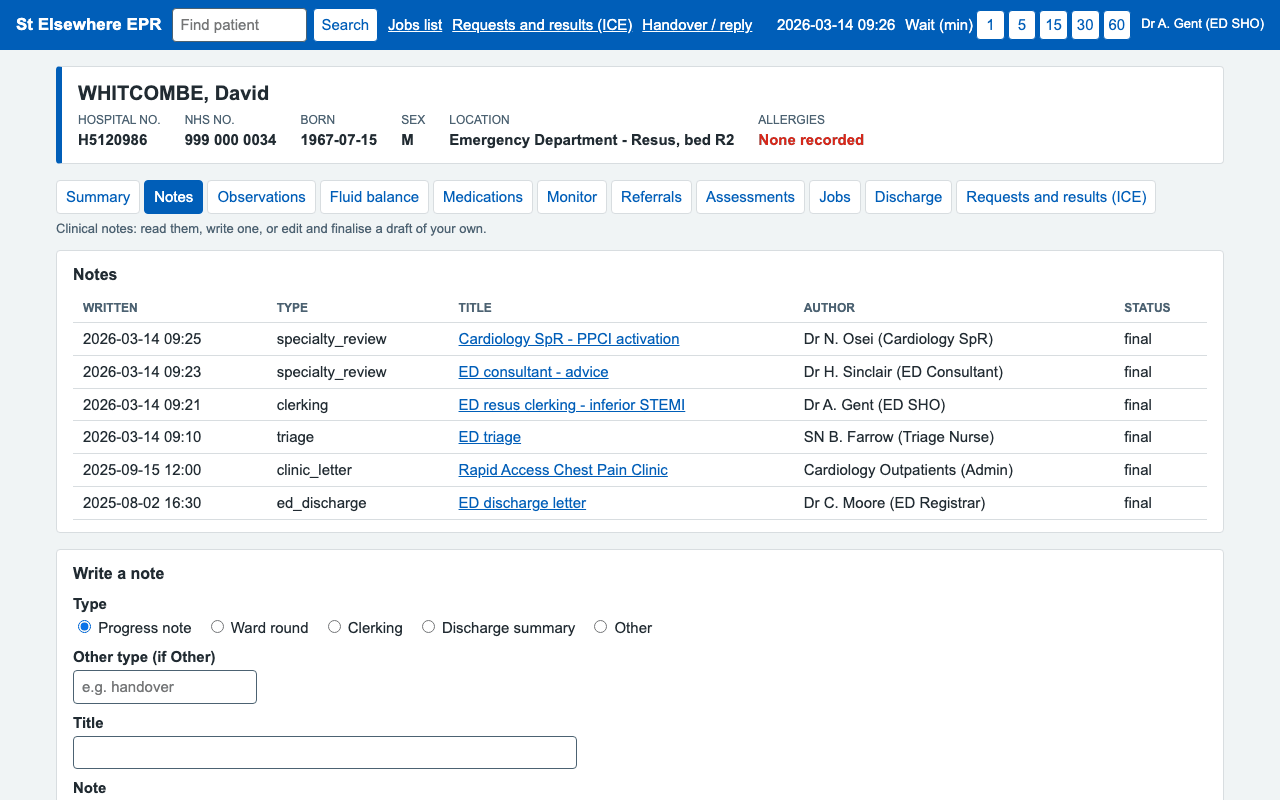 St Elsewhere EPR Find patient Search Jobs list Requests and results (ICE) Handover / reply 2026-03-14 09:26 Wait (min) 1 5 15 30 60 Dr A. Gent (ED SHO)
WHITCOMBE, David
HOSPITAL NO. NHS NO. BORN SEX LOCATION ALLERGIES
H5120986 999 000 0034 1967-07-15 M Emergency Department - Resus, bed R2 None recorded
Summary Notes Observations Fluid balance Medications Monitor Referrals Assessments Jobs Discharge Requests and results (ICE)
Clinical notes: read them, write one, or edit and finalise a draft of your own.
Notes
WRITTEN TYPE TITLE AUTHOR STATUS
2026-03-14 09:25 specialty_review Cardiology SpR - PPCI activation Dr N. Osei (Cardiology SpR) final
2026-03-14 09:23 specialty_review ED consultant - advice Dr H. Sinclair (ED Consultant) final
2026-03-14 09:21 clerking ED resus clerking - inferior STEMI Dr A. Gent (ED SHO) final
2026-03-14 09:10 triage ED triage SN B. Farrow (Triage Nurse) final
2025-09-15 12:00 clinic_letter Rapid Access Chest Pain Clinic Cardiology Outpatients (Admin) final
2025-08-02 16:30 ed_discharge ED discharge letter Dr C. Moore (ED Registrar) final
Write a note
Type
Progress note Ward round Clerking Discharge summary Other
Other type (if Other)
e.g. handover
Title
Note